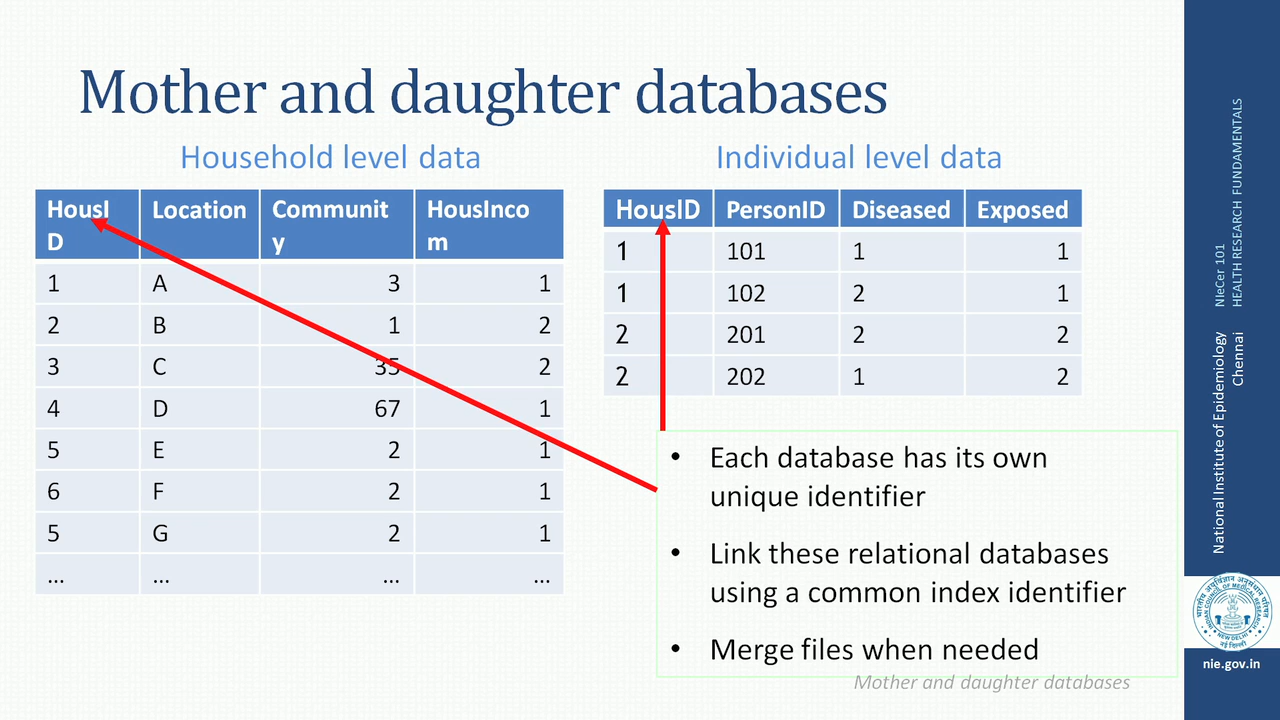 Mother and daughter databases
Household level data
HousI
D
Location
Communit
y
HousInco
m
1 A 3 1
2 B 1 2
3 C 35 2
4 D 67 1
5 E 2 1
6 F 2 1
5 G 2 1
... ... ... ...
Individual level data
HousID PersonID Diseased Exposed
1 101 1 1
1 102 2 1
2 201 2 2
2 202 1 2
• Each database has its own
unique identifier
• Link these relational databases
using a common index identifier
• Merge files when needed
Mother and daughter databases
NIeCer 101
HEALTH RESEARCH FUNDAMENTALS
National Institute of Epidemiology
Chennai
nie.gov.in